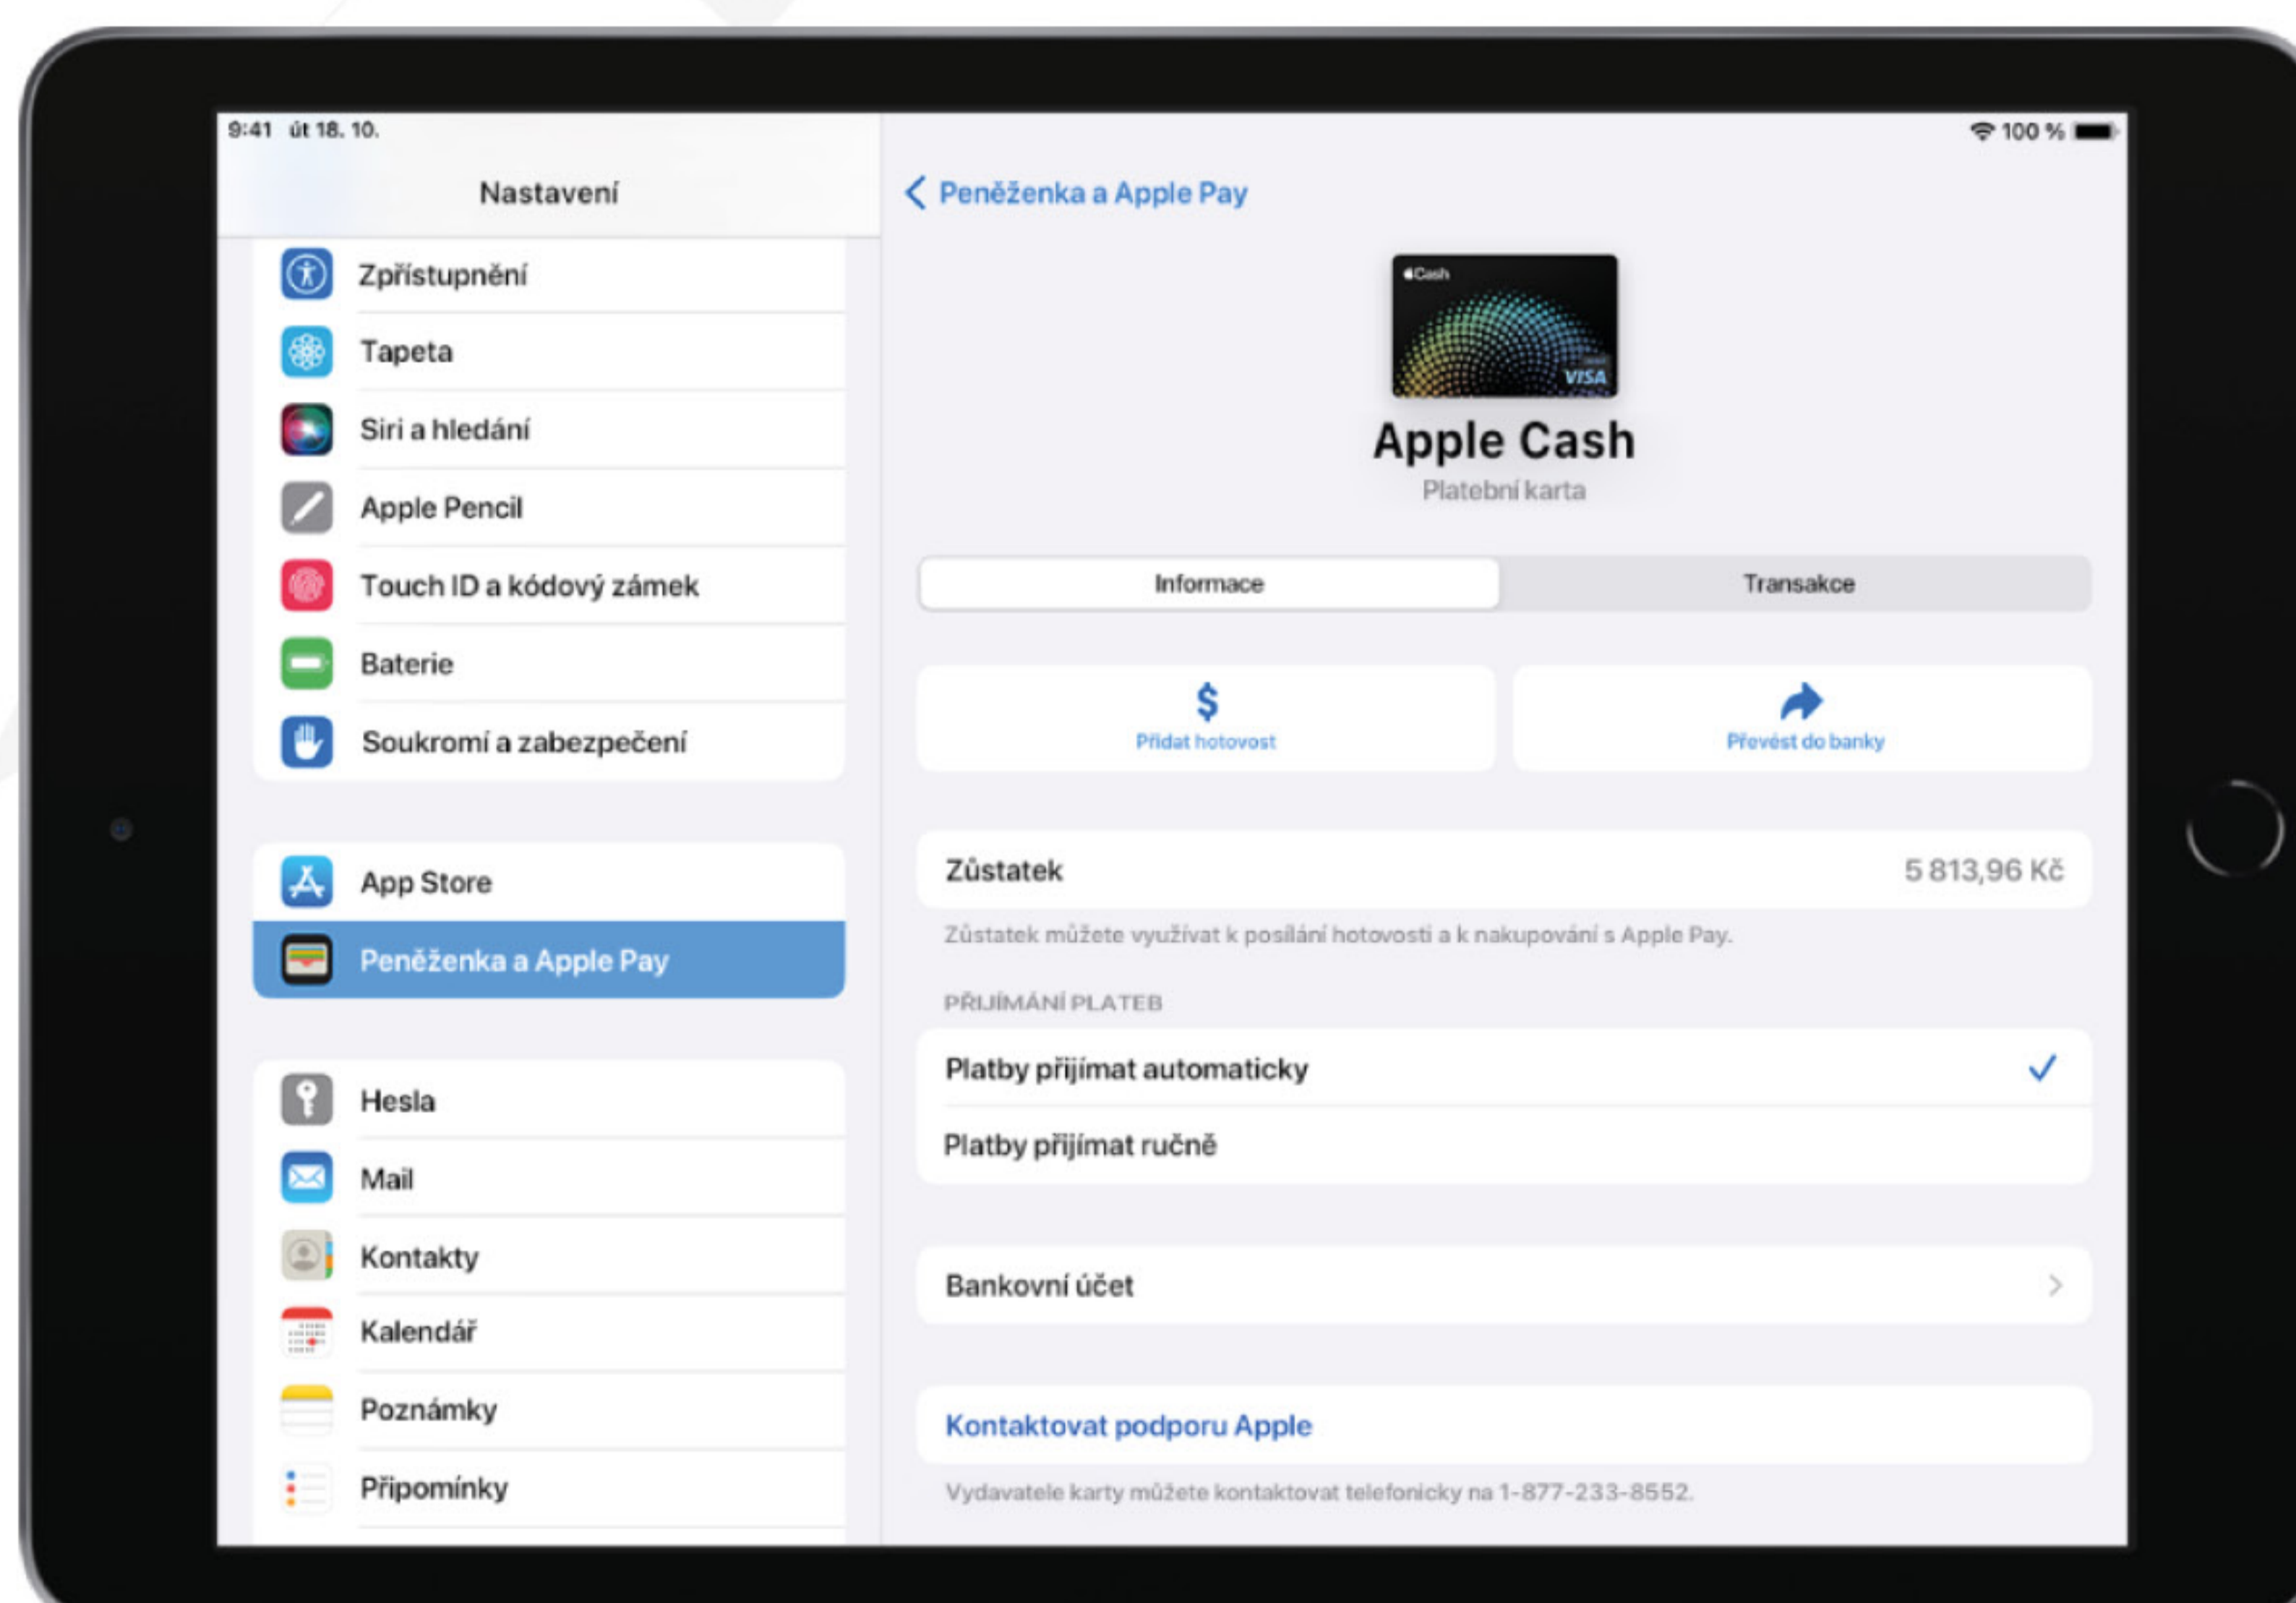 9:41 út 18. 10.
100 %
Nastavení
Zpřístupnění
Tapeta
Siri a hledání
Apple Pencil
Touch ID a kódový zámek
Baterie
Soukromí a zabezpečení
App Store
Peněženka a Apple Pay
Hesla
Mail
Kontakty
Kalendář
Poznámky
Připomínky
Peněženka a Apple Pay
Cash
VISA
Apple Cash
Platební karta
Informace
Transakce
$
Přidat hotovost
Převést do banky
Zůstatek
5 813,96 Kč
Zůstatek můžete využívat k posílání hotovosti a k nakupování s Apple Pay.
PŘIJÍMÁNÍ PLATEB
Platby přijímat automaticky
Platby přijímat ručně
Bankovní účet
Kontaktovat podporu Apple
Vydavatele karty můžete kontaktovat telefonicky na 1-877-233-8552.